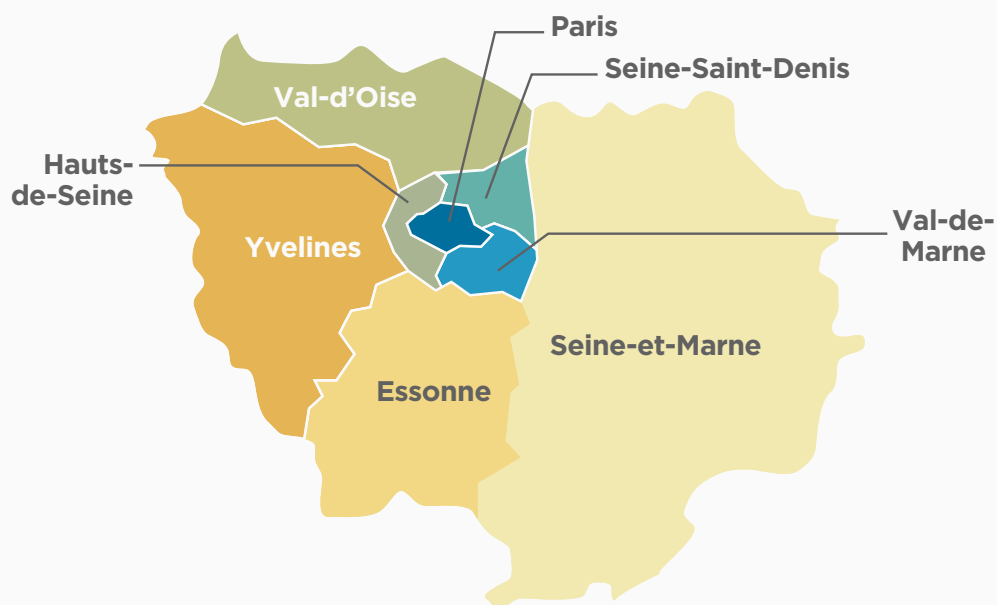 Paris
Seine-Saint-Denis
Val-d’Oise
Hauts-
de-Seine
Val-de-
Marne
Yvelines
Seine-et-Marne
Essonne